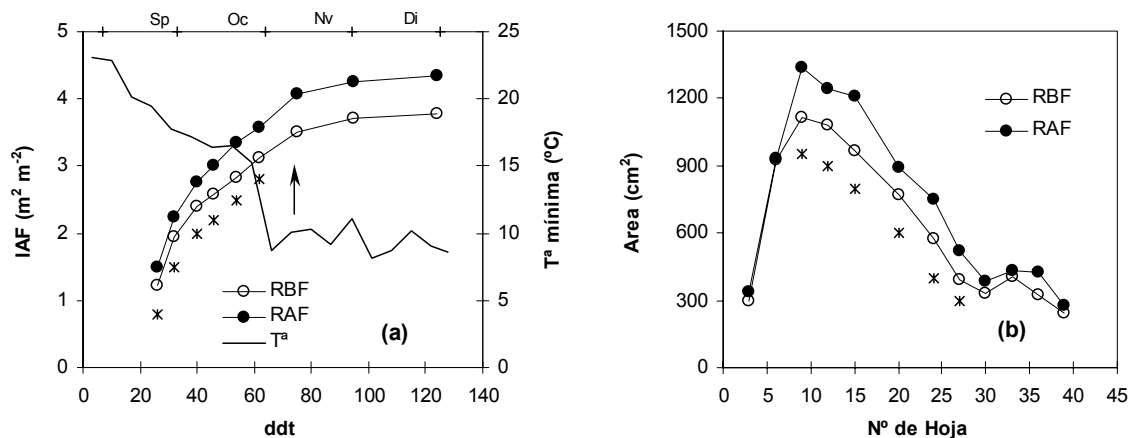 Sp Oc Nv Di
5
4
3
2
1
0
25
20
15
10
5
0
IAF (m² m⁻²)
Tª mínima (ºC)
RBF
RAF
Tª
(a)
0 20 40 60 80 100 120 140
ddt
1500
1200
900
600
300
0
Area (cm²)
RBF
RAF
(b)
0 5 10 15 20 25 30 35 40 45
Nº de Hoja